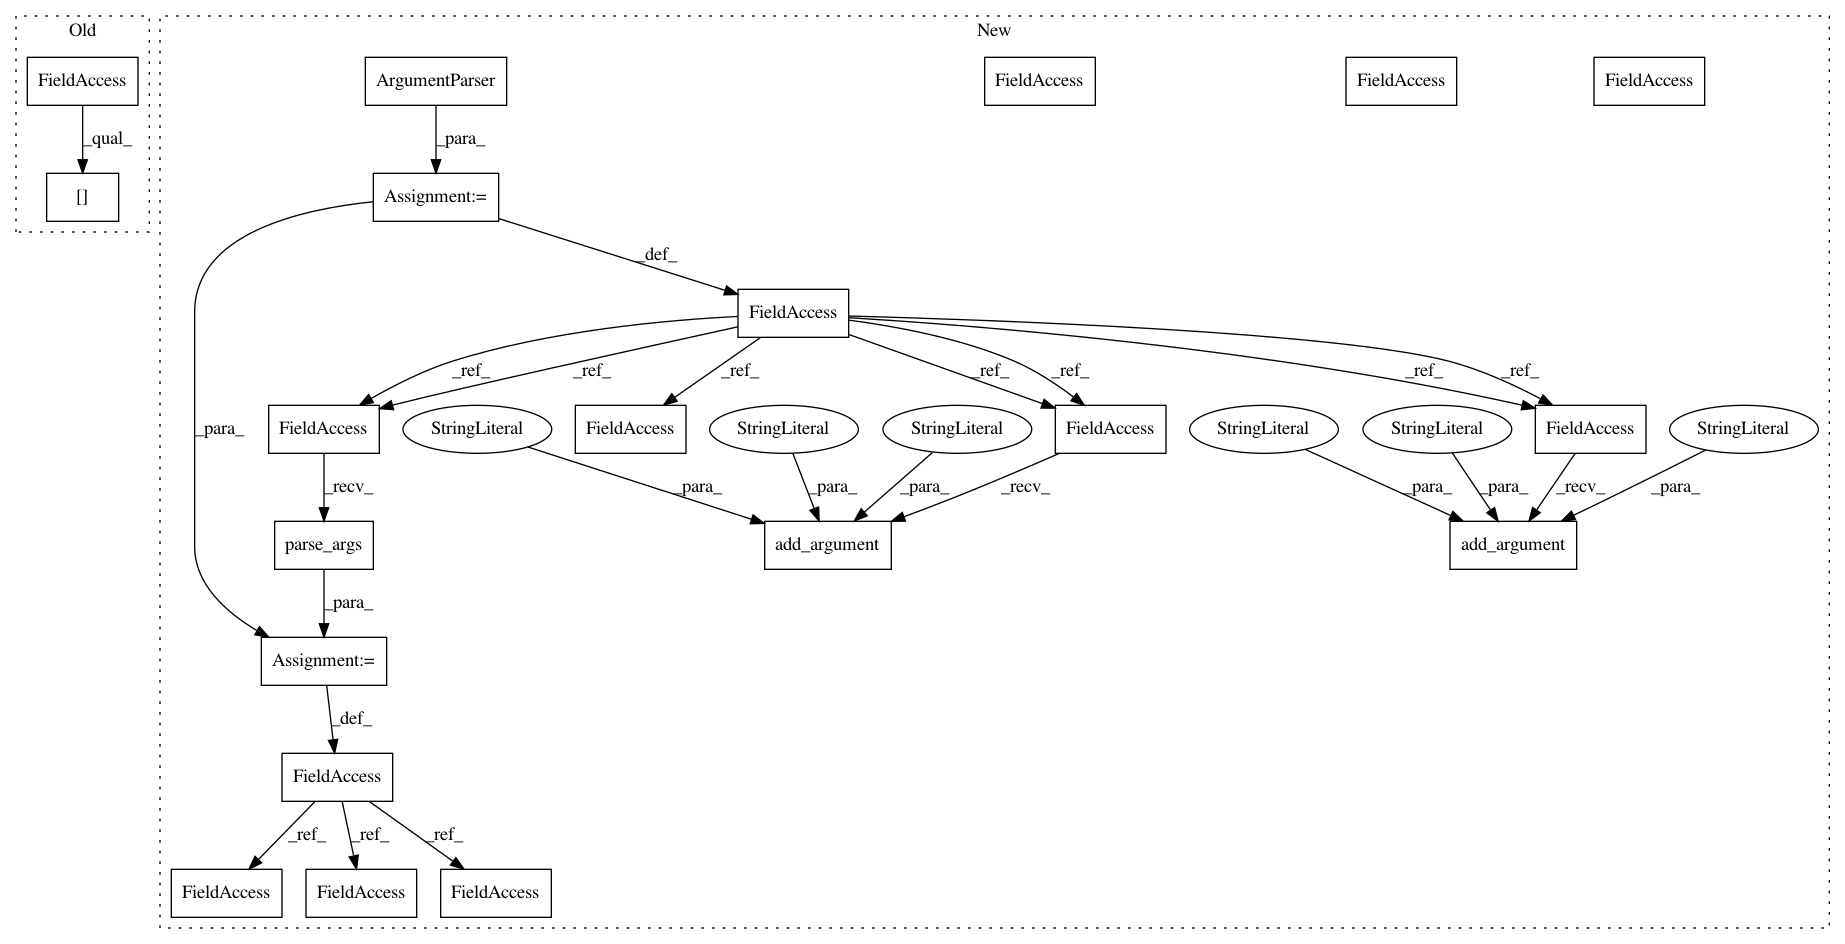 Old
New
FieldAccess
ArgumentParser
FieldAccess
FieldAccess
FieldAccess
_qual_
_para_
[]
Assignment:=
_def_
FieldAccess
_ref_
_ref_
_ref_
_ref_
_ref_
_ref_
_ref_
_para_
FieldAccess
StringLiteral
FieldAccess
StringLiteral
StringLiteral
FieldAccess
StringLiteral
StringLiteral
FieldAccess
StringLiteral
_recv_
_para_
_para_
_para_
_recv_
_para_
_para_
_recv_
_para_
parse_args
add_argument
add_argument
_para_
Assignment:=
_def_
FieldAccess
_ref_
_ref_
_ref_
FieldAccess
FieldAccess
FieldAccess